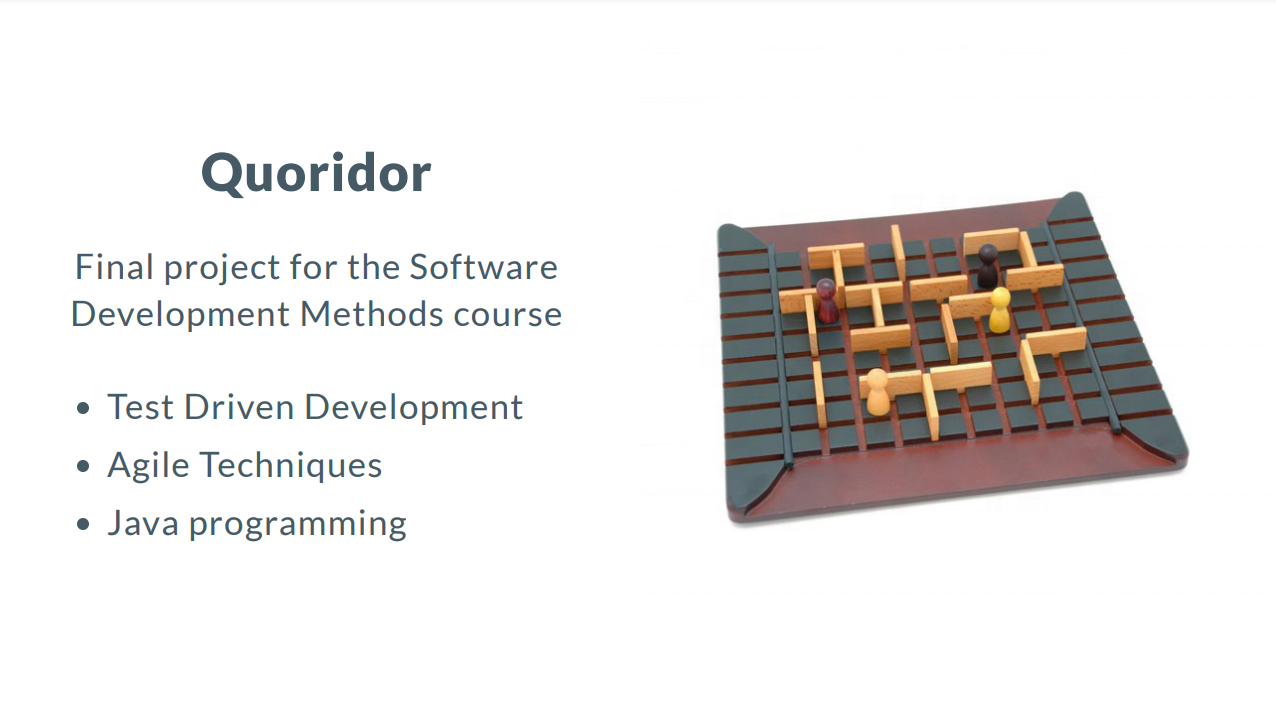 Quoridor
Final project for the Software
Development Methods course
• Test Driven Development
• Agile Techniques
• Java programming